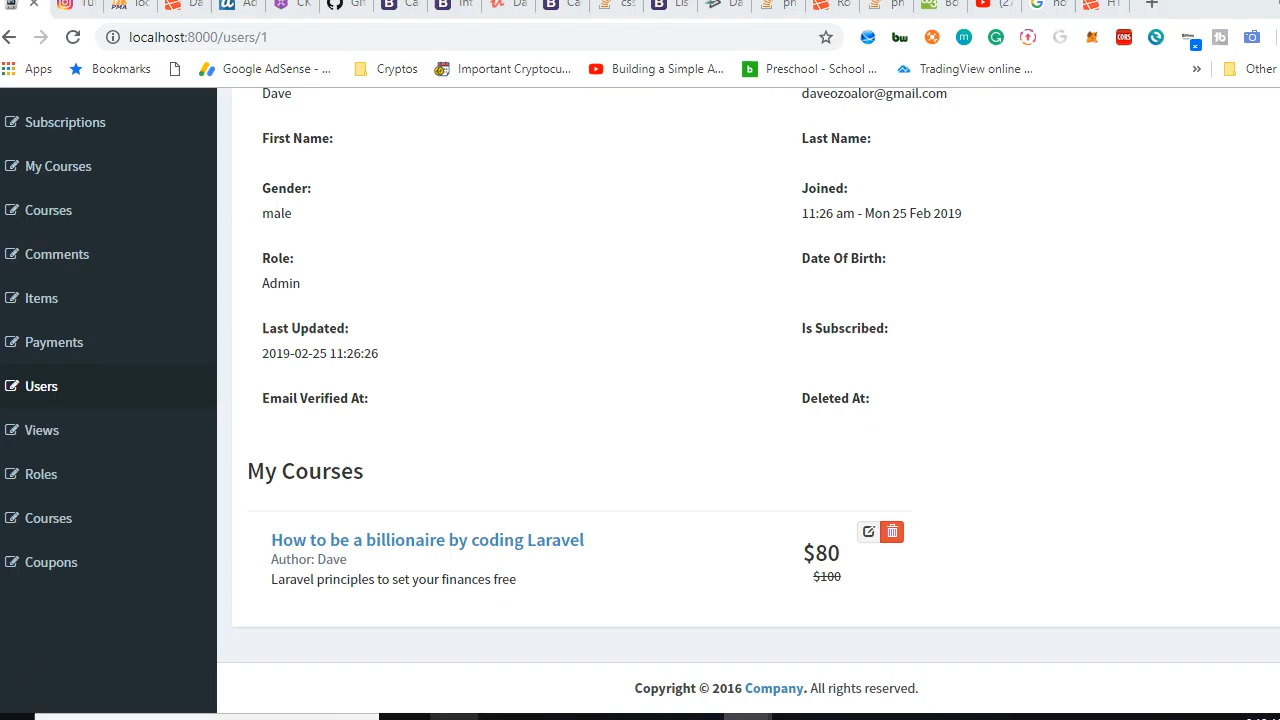 localhost:8000/users/1
Apps Bookmarks Google AdSense - ... Cryptos Important Cryptocu... Building a Simple A... Preschool - School ... TradingView online ... » Other
Dave daveozoalor@gmail.com
Subscriptions
First Name: Last Name:
My Courses
Gender: Joined:
Courses
male 11:26 am - Mon 25 Feb 2019
Comments
Role: Date Of Birth:
Admin
Items
Last Updated: Is Subscribed:
Payments
2019-02-25 11:26:26
Users
Email Verified At: Deleted At:
Views
Roles
My Courses
Courses
How to be a billionaire by coding Laravel
$80
Author: Dave
Coupons
Laravel principles to set your finances free
$100
Copyright © 2016 Company. All rights reserved.